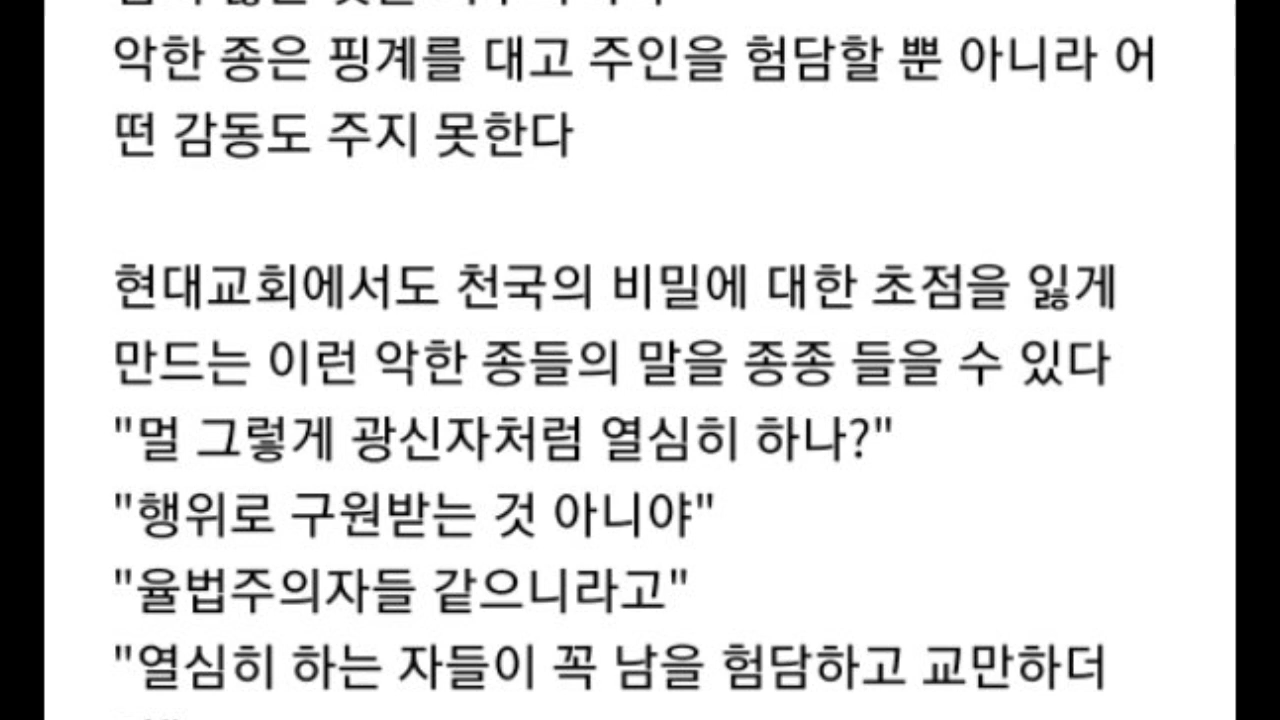 악한 종은 핑계를 대고 주인을 험담할 뿐 아니라 어
떤 감동도 주지 못한다
현대교회에서도 천국의 비밀에 대한 초점을 잃게
만드는 이런 악한 종들의 말을 종종 들을 수 있다
"멀 그렇게 광신자처럼 열심히 하나?"
"행위로 구원받는 것 아니야"
"율법주의자들 같으니라고"
"열심히 하는 자들이 꼭 남을 험담하고 교만하더